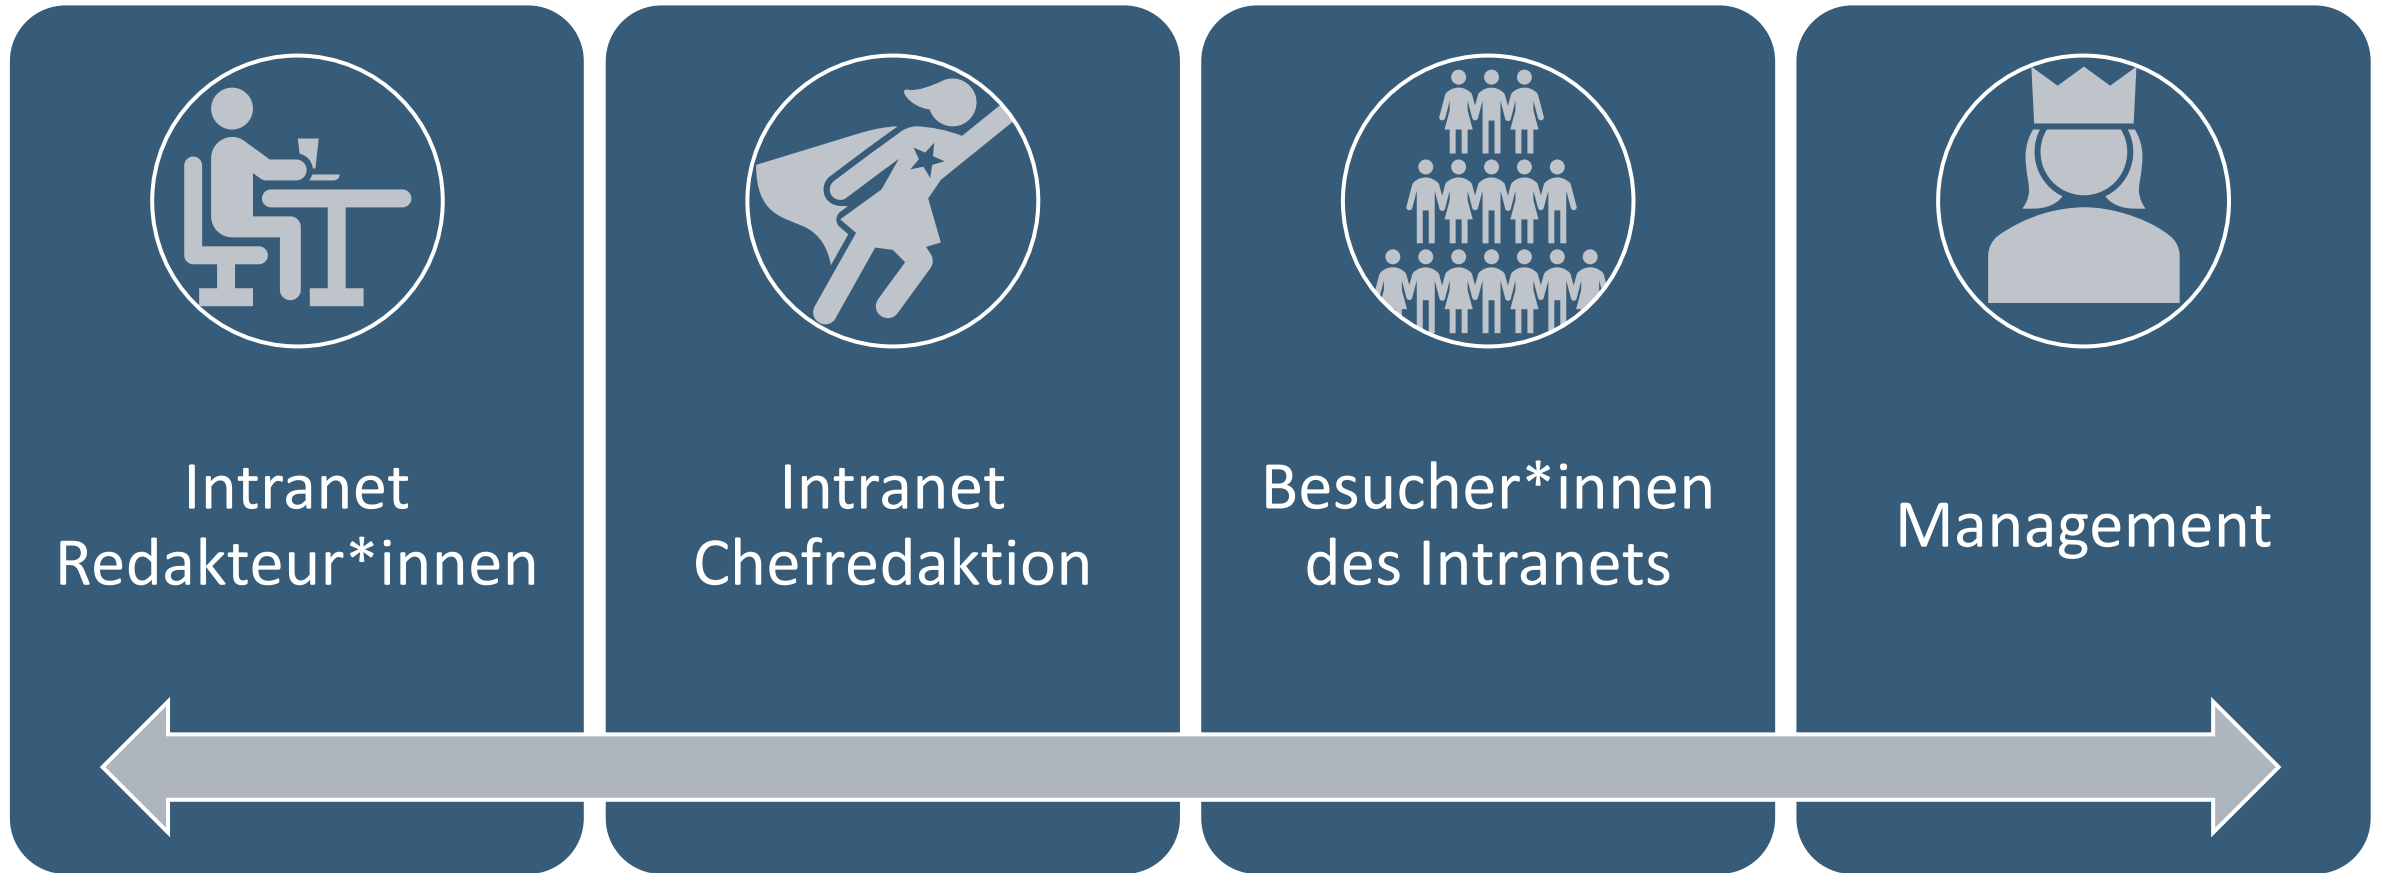 Intranet
Redakteur*innen
Intranet
Chefredaktion
Besucher*innen
des Intranets
Management